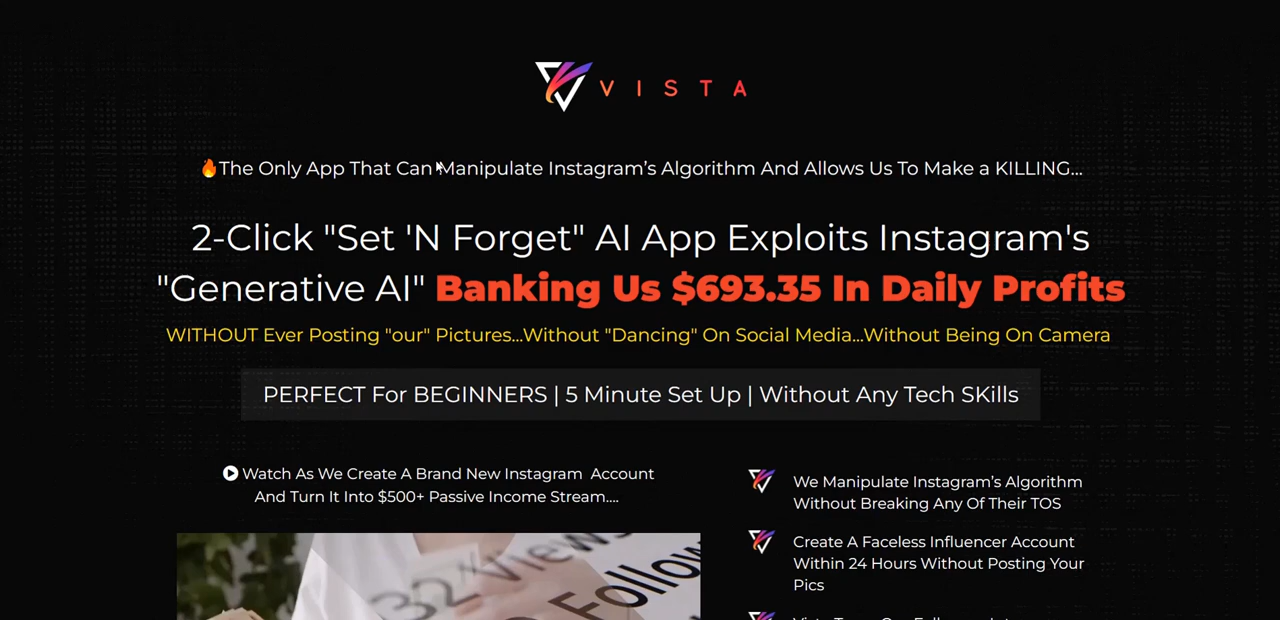 VISTA
🔥The Only App That Can Manipulate Instagram’s Algorithm And Allows Us To Make a KILLING...
2-Click "Set 'N Forget" AI App Exploits Instagram's
"Generative AI" Banking Us $693.35 In Daily Profits
WITHOUT Ever Posting "our" Pictures...Without "Dancing" On Social Media...Without Being On Camera
PERFECT For BEGINNERS | 5 Minute Set Up | Without Any Tech SKills
Watch As We Create A Brand New Instagram Account
And Turn It Into $500+ Passive Income Stream....
We Manipulate Instagram’s Algorithm
Without Breaking Any Of Their TOS
Create A Faceless Influencer Account
Within 24 Hours Without Posting Your
Pics
Views
Follow